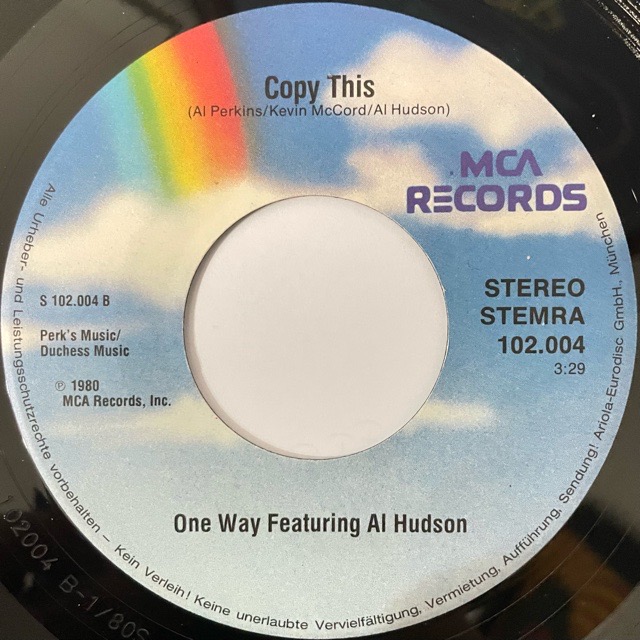 Copy This
(Al Perkins/Kevin McCord/Al Hudson)
MCA
RECORDS
S 102.004 B
Perk's Music/
Duchess Music
℗ 1980
MCA Records, Inc.
STEREO
STEMRA
102.004
3:29
One Way Featuring Al Hudson
Alle Urheber- und Leistungsschutzrechte vorbehalten – Kein Verleih! Keine unerlaubte Vervielfältigung, Vermietung, Aufführung, Sendung! Ariola-Eurodisc GmbH., München
102004 B-1/80S